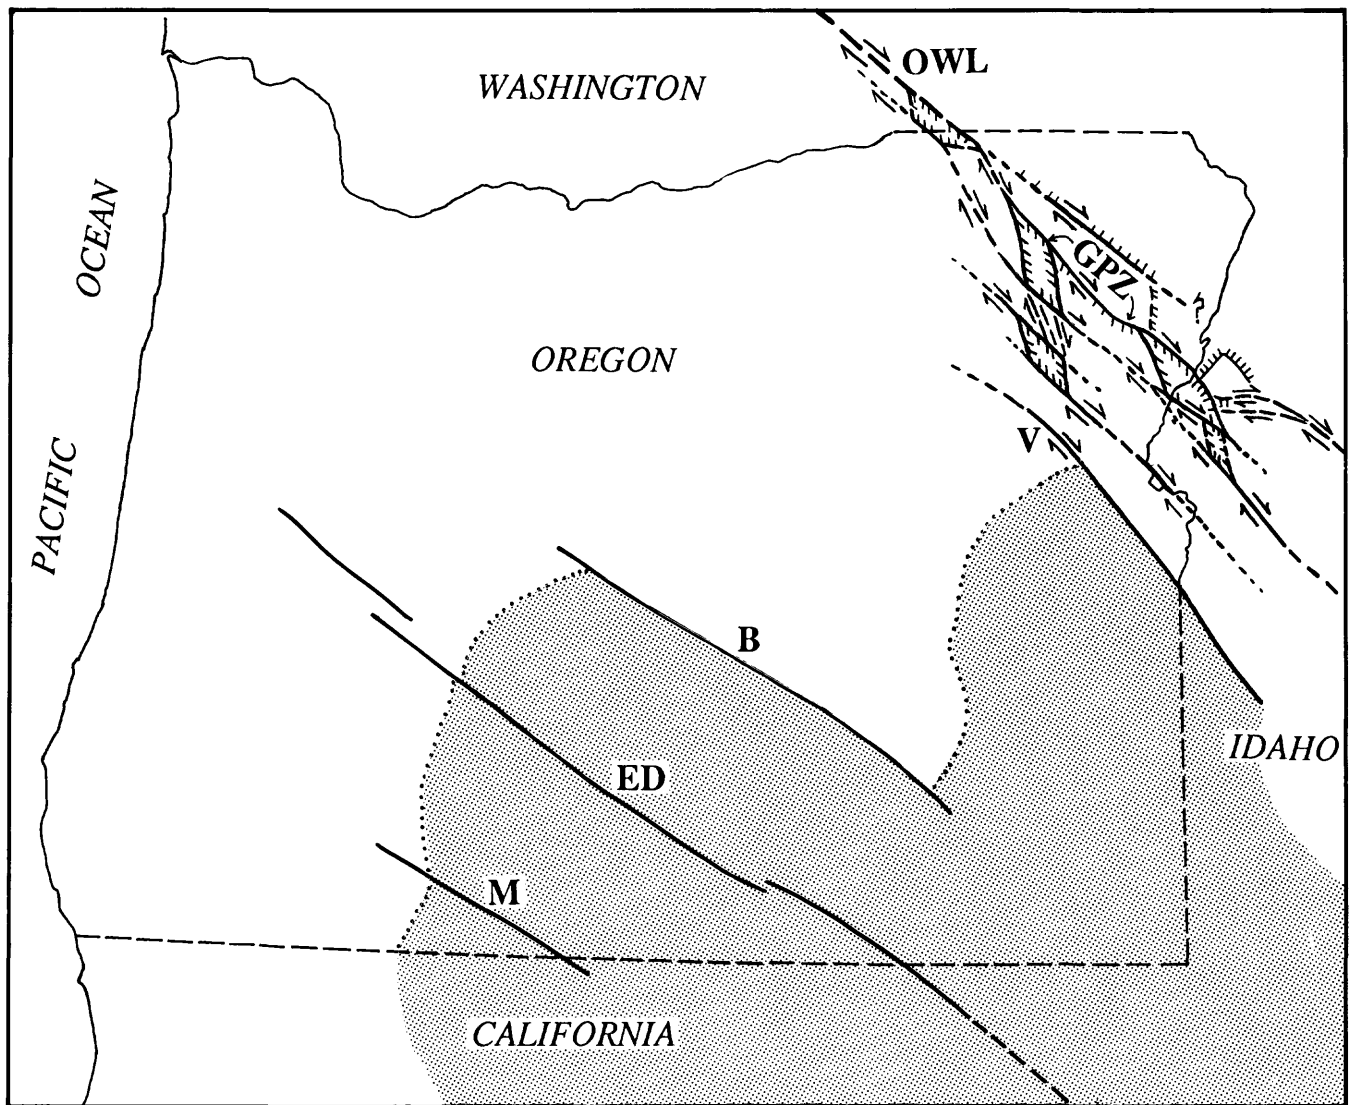 OWL
WASHINGTON
PACIFIC OCEAN
GPZ
OREGON
?
V
B
IDAHO
ED
M
CALIFORNIA